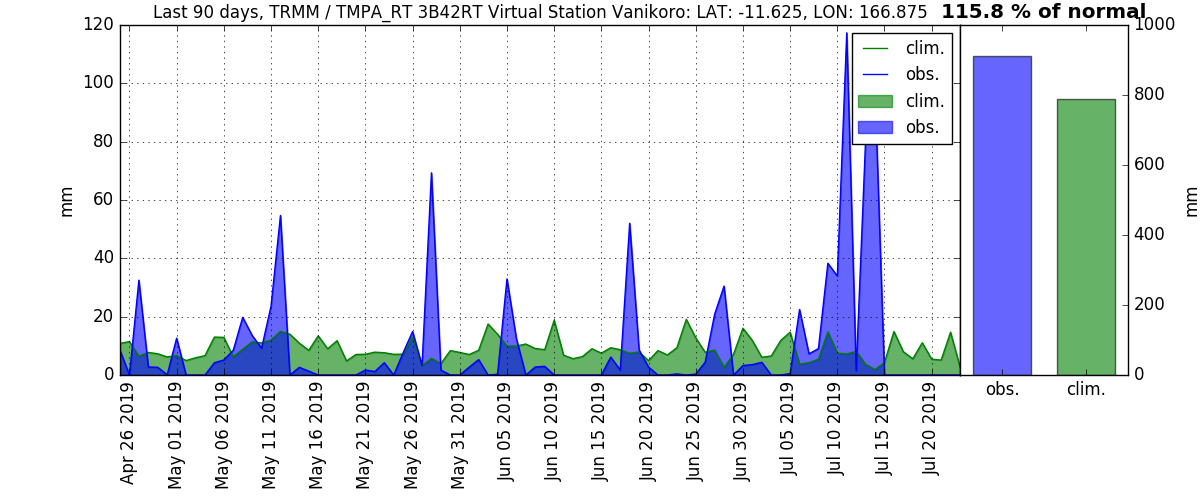 Last 90 days, TRMM / TMPA_RT 3B42RT Virtual Station Vanikoro: LAT: -11.625, LON: 166.875 115.8 % of normal
120
100
80
60
40
20
0
mm
clim.
obs.
clim.
obs.
Apr 26 2019
May 01 2019
May 06 2019
May 11 2019
May 16 2019
May 21 2019
May 26 2019
May 31 2019
Jun 05 2019
Jun 10 2019
Jun 15 2019
Jun 20 2019
Jun 25 2019
Jun 30 2019
Jul 05 2019
Jul 10 2019
Jul 15 2019
Jul 20 2019
1000
800
600
400
200
0
mm
obs.
clim.